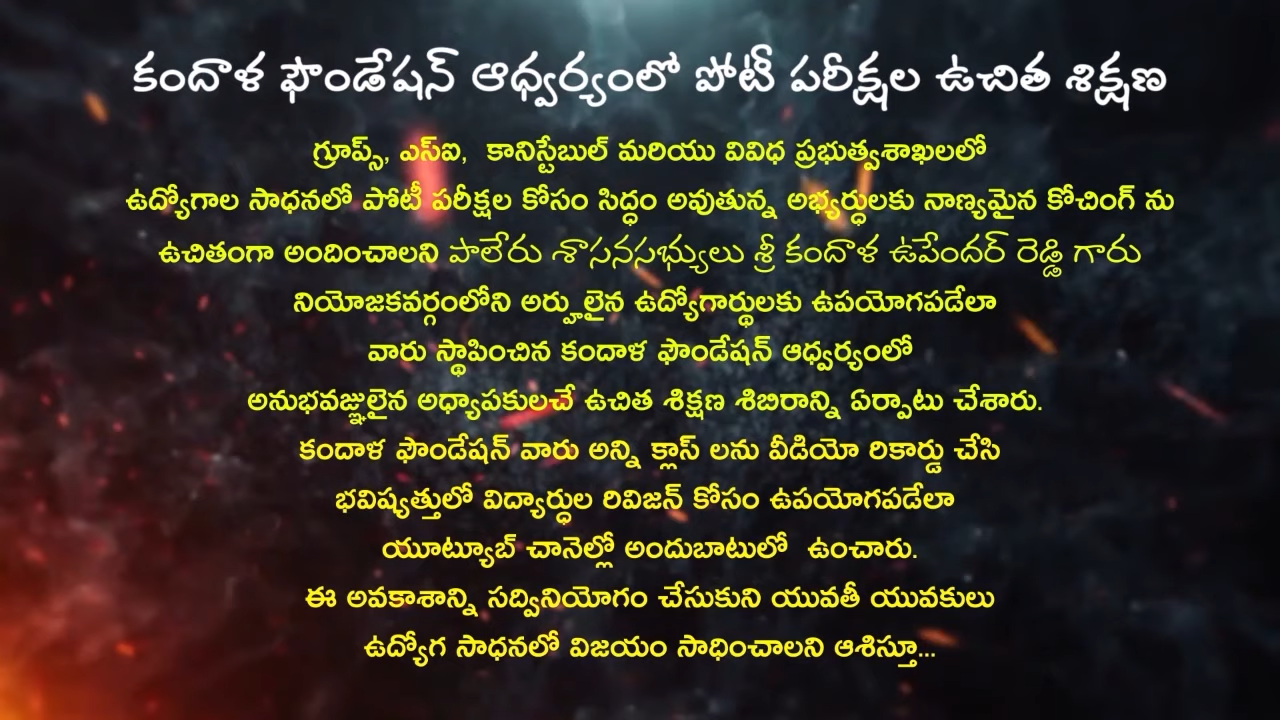 కందాళ ఫౌండేషన్ ఆధ్వర్యంలో పోటీ పరీక్షల ఉచిత శిక్షణ
గ్రూప్స్, ఎస్ఐ, కానిస్టేబుల్ మరియు వివిధ ప్రభుత్వశాఖలలో
ఉద్యోగాల సాధనలో పోటీ పరీక్షల కోసం సిద్ధం అవుతున్న అభ్యర్ధులకు నాణ్యమైన కోచింగ్ ను
ఉచితంగా అందించాలని పాలేరు శాసనసభ్యులు శ్రీ కందాళ ఉపేందర్ రెడ్డి గారు
నియోజకవర్గంలోని అర్హులైన ఉద్యోగార్థులకు ఉపయోగపడేలా
వారు స్థాపించిన కందాళ ఫౌండేషన్ ఆధ్వర్యంలో
అనుభవజ్ఞులైన అధ్యాపకులచే ఉచిత శిక్షణ శిబిరాన్ని ఏర్పాటు చేశారు.
కందాళ ఫౌండేషన్ వారు అన్ని క్లాస్ లను వీడియో రికార్డు చేసి
భవిష్యత్తులో విద్యార్ధుల రివిజన్ కోసం ఉపయోగపడేలా
యూట్యూబ్ చానెల్లో అందుబాటులో ఉంచారు.
ఈ అవకాశాన్ని సద్వినియోగం చేసుకుని యువతీ యువకులు
ఉద్యోగ సాధనలో విజయం సాధించాలని ఆశిస్తూ...